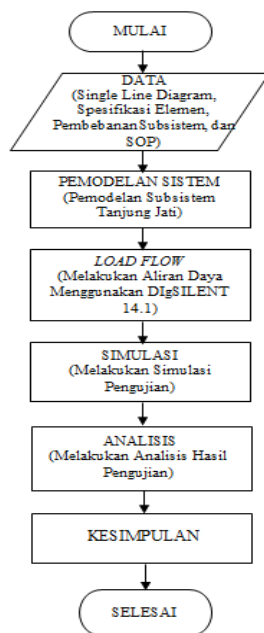 MULAI
DATA
(Single Line Diagram,
Spesifikasi Elemen,
PembebananSubsistem, dan
SOP)
PEMODELAN SISTEM
(Pemodelan Subsistem
Tanjung Jati)
LOAD FLOW
(Melakukan Aliran Daya
Menggunakan DIgSILENT
14.1)
SIMULASI
(Melakukan Simulasi
Pengujian)
ANALISIS
(Melakukan Analisis Hasil
Pengujian)
KESIMPULAN
SELESAI